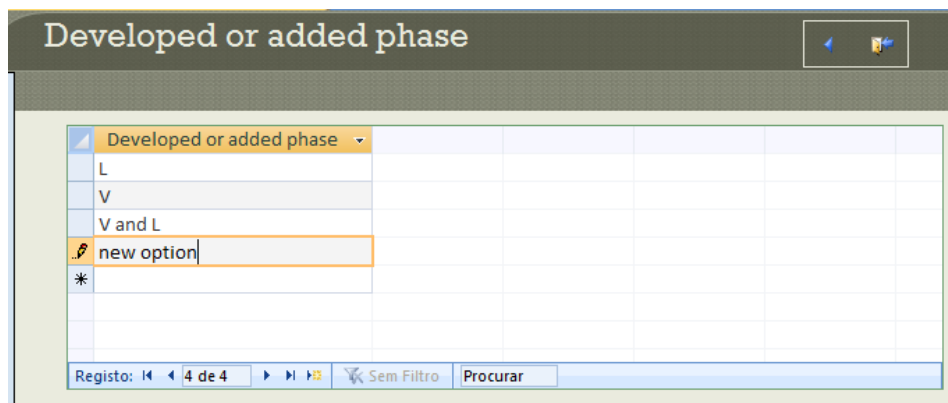 Developed or added phase
Developed or added phase
L
V
V and L
new option
Registo: 4 de 4 Sem Filtro Procurar